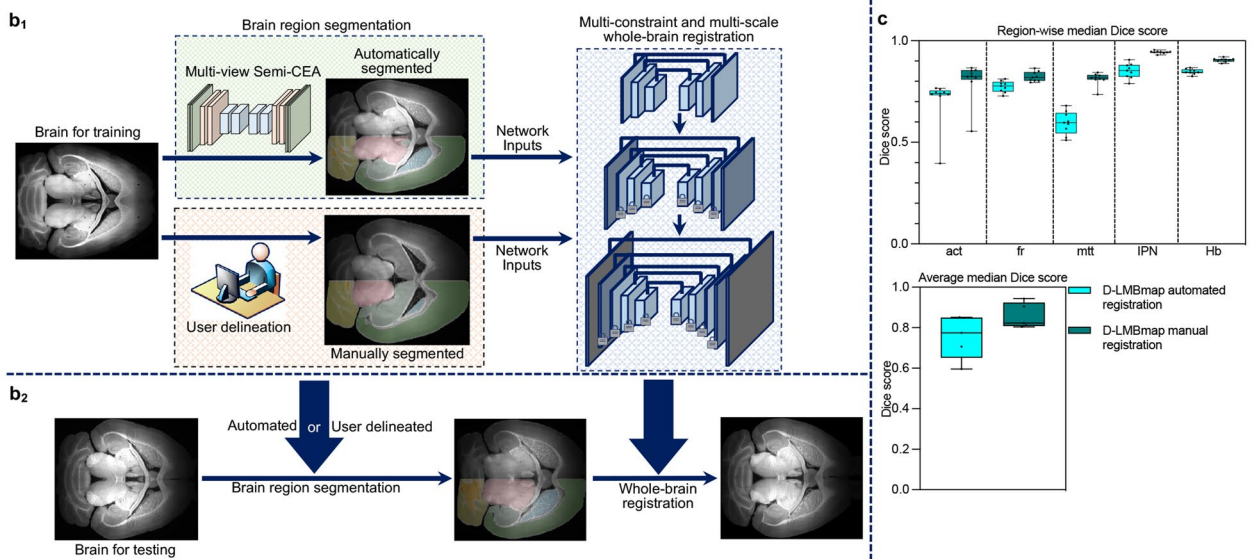 b1
Brain region segmentation
Multi-view Semi-CEA
Automatically
segmented
Brain for training
Network
Inputs
User delineation
Manually segmented
Network
Inputs
Multi-constraint and multi-scale
whole-brain registration
b2
Automated or User delineated
Brain region segmentation
Brain for testing
Whole-brain
registration
c
Region-wise median Dice score
Dice score
1.0
0.5
0.0
act fr mtt IPN Hb
Average median Dice score
Dice score
1.0
0.8
0.6
0.4
0.2
0.0
D-LMBmap automated
registration
D-LMBmap manual
registration